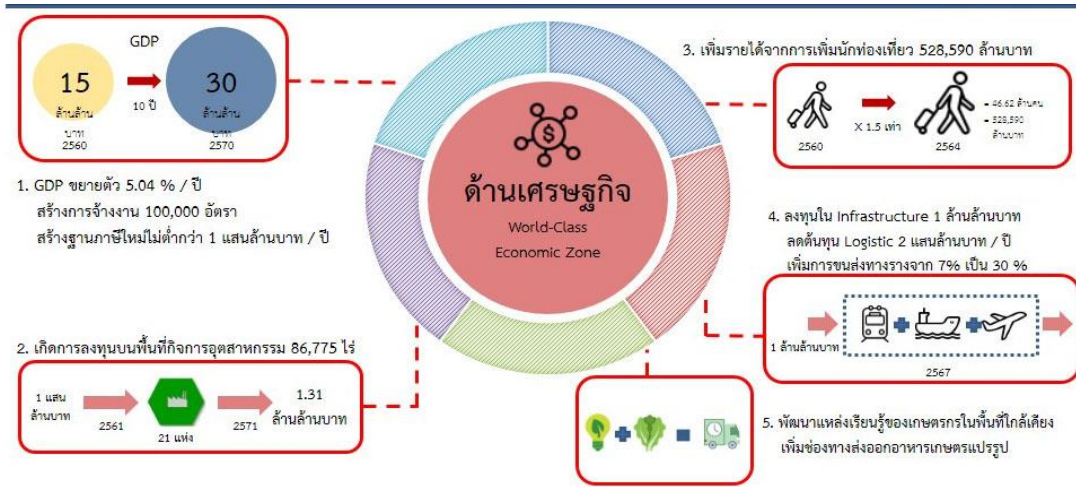 GDP
15
ล้านล้าน
บาท
2560
10 ปี
30
ล้านล้าน
บาท
2570
1. GDP ขยายตัว 5.04 % / ปี
สร้างการจ้างงาน 100,000 อัตรา
สร้างฐานภาษีใหม่ไม่ต่ำกว่า 1 แสนล้านบาท / ปี
2. เกิดการลงทุนบนพื้นที่กิจการอุตสาหกรรม 86,775 ไร่
1 แสน
ล้านบาท
2561
21 แห่ง
2571
1.31
ล้านล้านบาท
$
ด้านเศรษฐกิจ
World-Class
Economic Zone
3. เพิ่มรายได้จากการเพิ่มนักท่องเที่ยว 528,590 ล้านบาท
2560
X 1.5 เท่า
2564
= 46.62 ล้านคน
= 528,590
ล้านบาท
4. ลงทุนใน Infrastructure 1 ล้านล้านบาท
ลดต้นทุน Logistic 2 แสนล้านบาท / ปี
เพิ่มการขนส่งทางรางจาก 7% เป็น 30 %
1 ล้านล้านบาท
2567
5. พัฒนาแหล่งเรียนรู้ของเกษตรกรในพื้นที่ใกล้เคียง
เพิ่มช่องทางส่งออกอาหารเกษตรแปรรูป